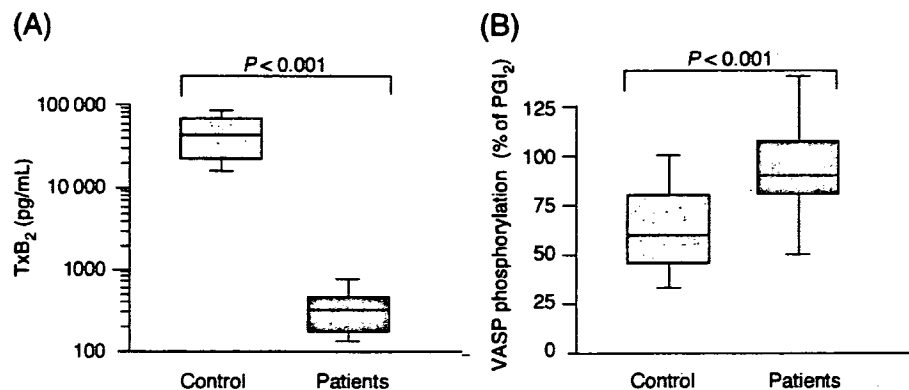 (A)
P < 0.001
TxB2 (pg/mL)
100 000
10 000
1000
100
Control
Patients
(B)
P < 0.001
VASP phosphorylation (% of PGI2)
125
100
75
50
25
0
Control
Patients